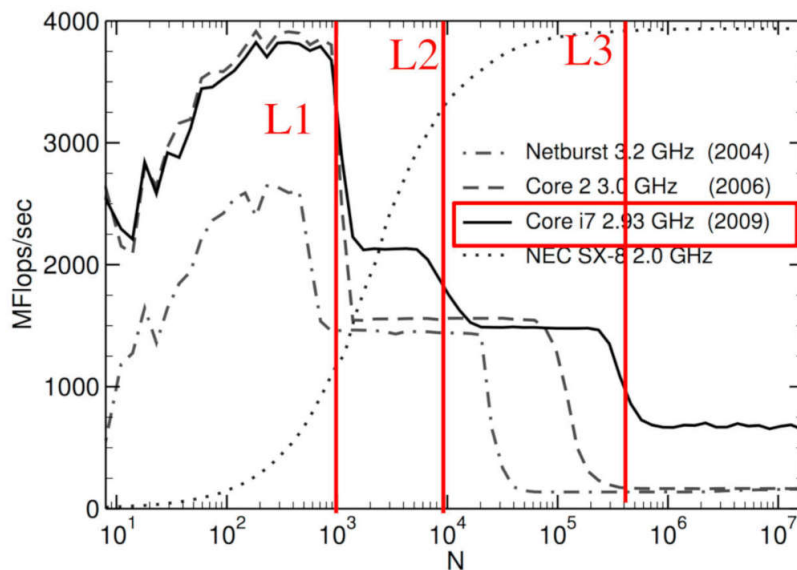 4000
3000
2000
1000
0
MFlops/sec
L1
L2
L3
Netburst 3.2 GHz (2004)
Core 2 3.0 GHz (2006)
Core i7 2.93 GHz (2009)
NEC SX-8 2.0 GHz
10¹ 10² 10³ 10⁴ 10⁵ 10⁶ 10⁷
N